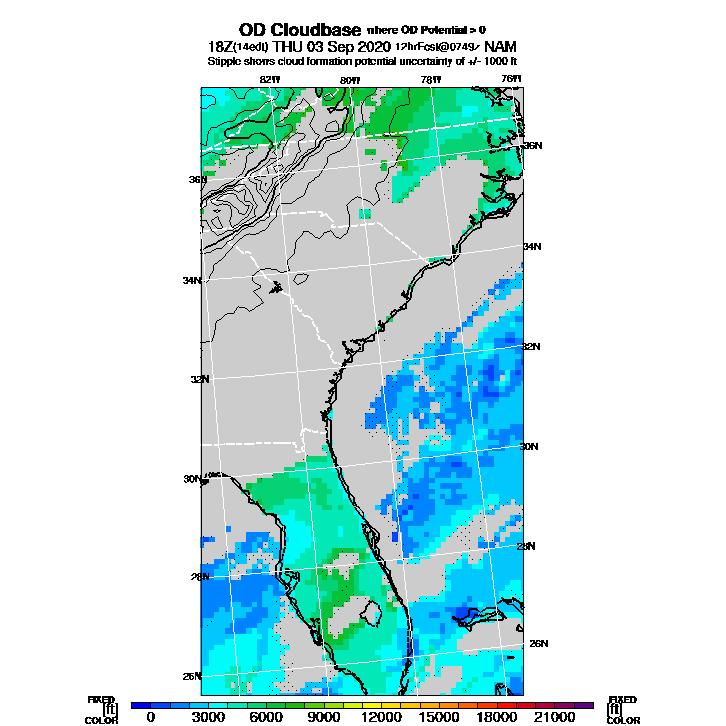 OD Cloudbase where OD Potential > 0
18Z(14edt) THU 03 Sep 2020 12hrFcst@0749z NAM
Stipple shows cloud formation potential uncertainty of +/- 1000 ft
82W 80W 78W 76W
36N 36N
34N 34N
32N 32N
30N 30N
28N 28N
26N 26N
FIXED FIXED
[ft] [ft]
COLOR COLOR
0 3000 6000 9000 12000 15000 18000 21000